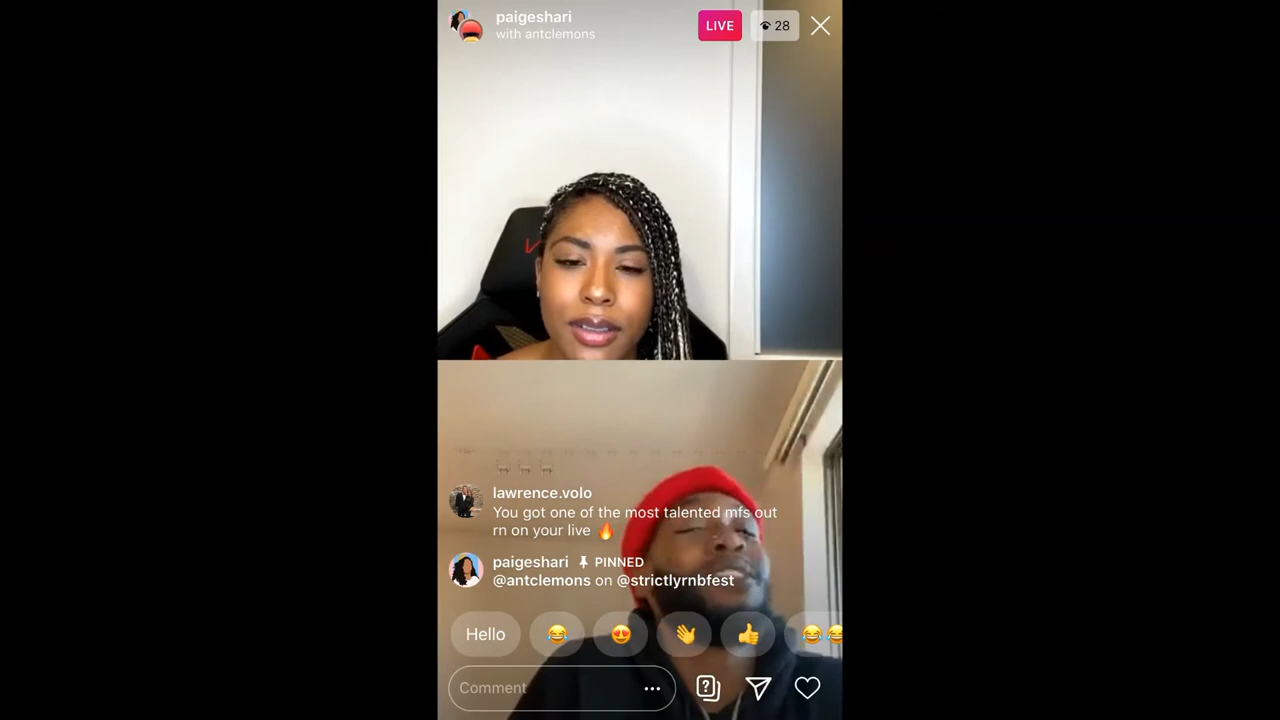 paigeshari
with antclemons
LIVE
28
lawrence.volo
You got one of the most talented mfs out
rn on your live 🔥
paigeshari PINNED
@antclemons on @strictlyrnbfest
Hello
Comment